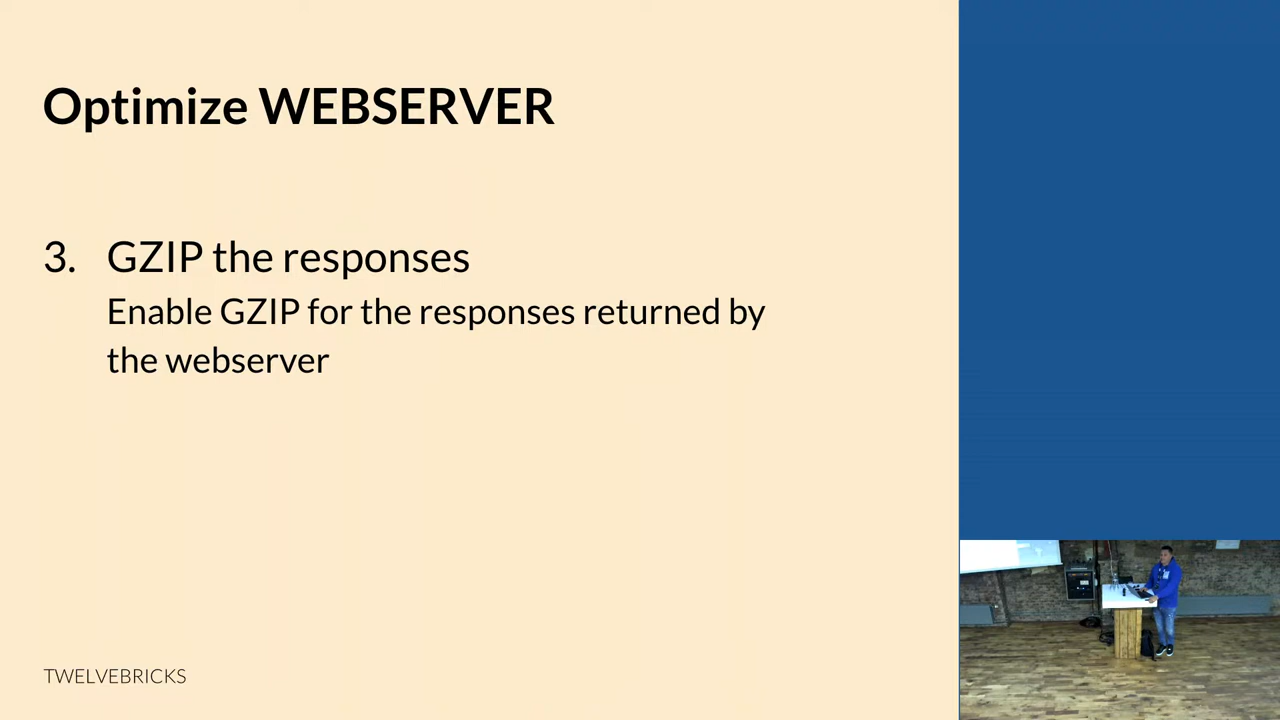 Optimize WEBSERVER
3. GZIP the responses
Enable GZIP for the responses returned by
the webserver
TWELVEBRICKS